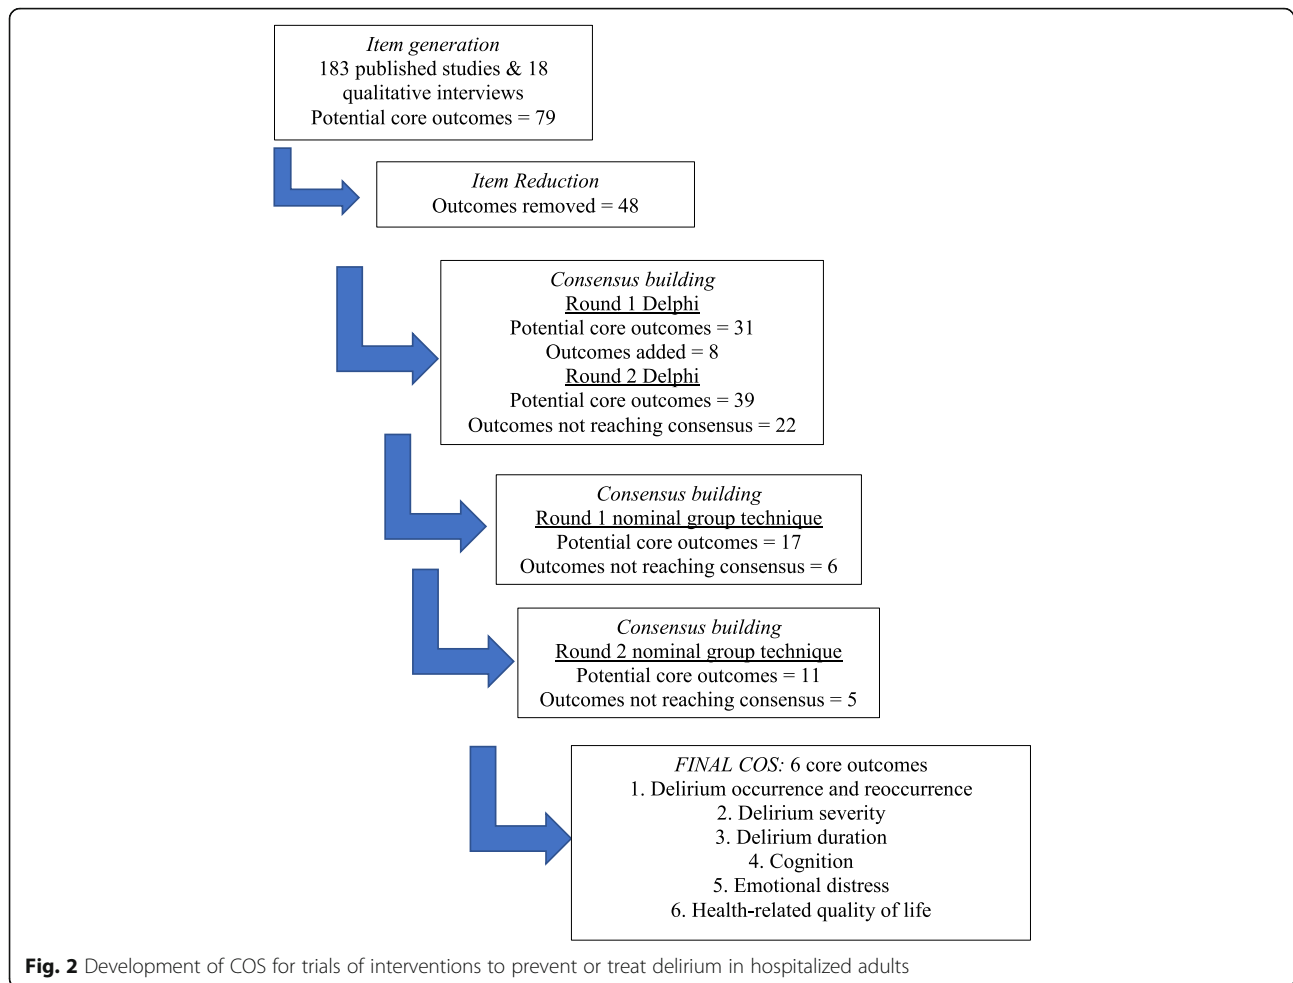 Item generation
183 published studies & 18
qualitative interviews
Potential core outcomes = 79
Item Reduction
Outcomes removed = 48
Consensus building
Round 1 Delphi
Potential core outcomes = 31
Outcomes added = 8
Round 2 Delphi
Potential core outcomes = 39
Outcomes not reaching consensus = 22
Consensus building
Round 1 nominal group technique
Potential core outcomes = 17
Outcomes not reaching consensus = 6
Consensus building
Round 2 nominal group technique
Potential core outcomes = 11
Outcomes not reaching consensus = 5
FINAL COS: 6 core outcomes
1. Delirium occurrence and reoccurrence
2. Delirium severity
3. Delirium duration
4. Cognition
5. Emotional distress
6. Health-related quality of life
Fig. 2 Development of COS for trials of interventions to prevent or treat delirium in hospitalized adults